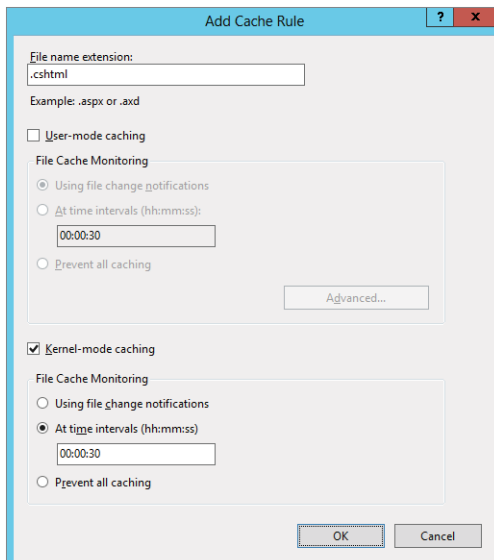 Add Cache Rule
? x
File name extension:
.cshtml
Example: .aspx or .axd
User-mode caching
File Cache Monitoring
Using file change notifications
At time intervals (hh:mm:ss):
00:00:30
Prevent all caching
Advanced...
Kernel-mode caching
File Cache Monitoring
Using file change notifications
At time intervals (hh:mm:ss)
00:00:30
Prevent all caching
OK Cancel